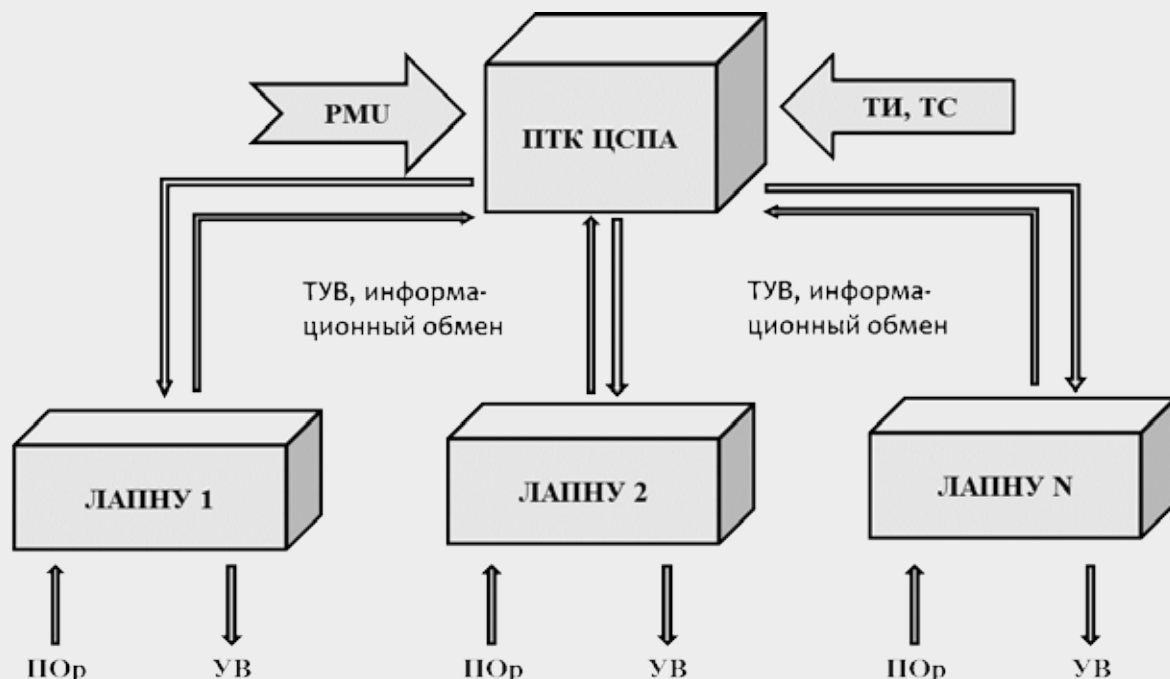 PMU
ПТК ЦСПА
ТИ, ТС
ТУВ, информа-
ционный обмен
ТУВ, информа-
ционный обмен
ЛАПНУ 1
ЛАПНУ 2
ЛАПНУ N
ПОр
УВ
ПОр
УВ
ПОр
УВ